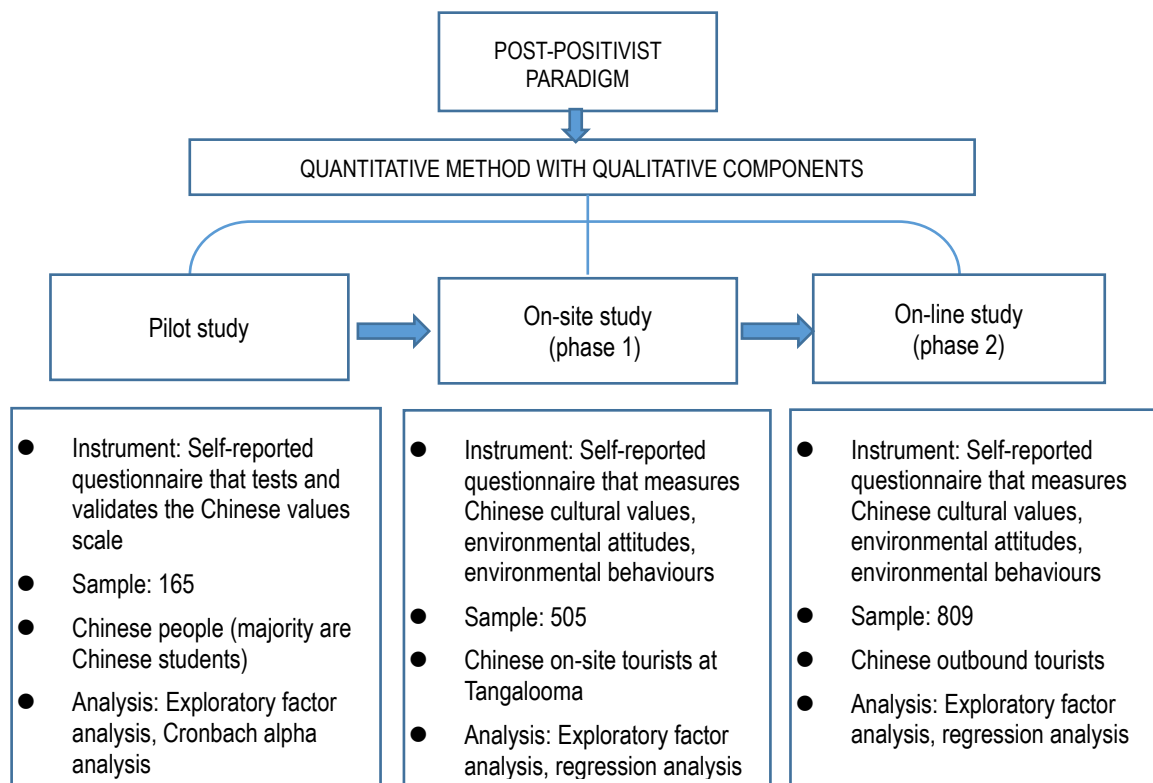 POST-POSITIVIST
PARADIGM
QUANTITATIVE METHOD WITH QUALITATIVE COMPONENTS
Pilot study
On-site study
(phase 1)
On-line study
(phase 2)
● Instrument: Self-reported
questionnaire that tests and
validates the Chinese values
scale
● Sample: 165
● Chinese people (majority are
Chinese students)
● Analysis: Exploratory factor
analysis, Cronbach alpha
analysis
● Instrument: Self-reported
questionnaire that measures
Chinese cultural values,
environmental attitudes,
environmental behaviours
● Sample: 505
● Chinese on-site tourists at
Tangalooma
● Analysis: Exploratory factor
analysis, regression analysis
● Instrument: Self-reported
questionnaire that measures
Chinese cultural values,
environmental attitudes,
environmental behaviours
● Sample: 809
● Chinese outbound tourists
● Analysis: Exploratory factor
analysis, regression analysis